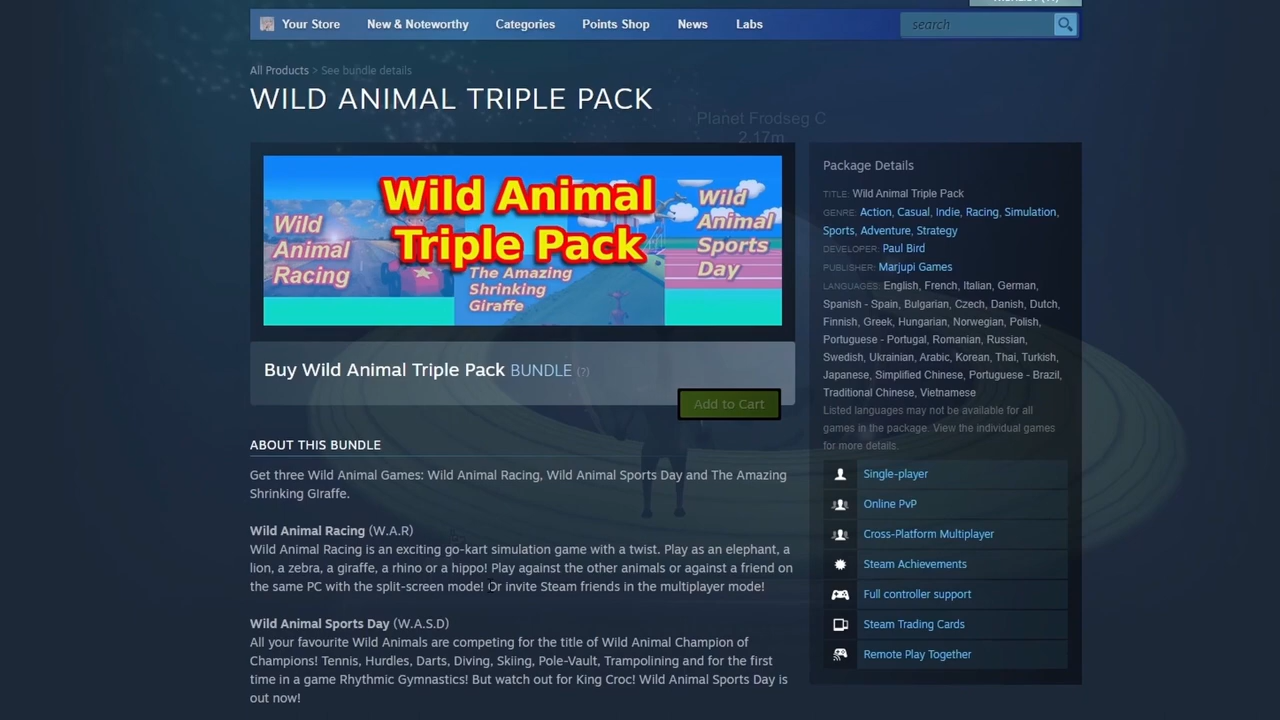 Your Store
New & Noteworthy
Categories
Points Shop
News
Labs
search
All Products > See bundle details
WILD ANIMAL TRIPLE PACK
Planet Frodseg C
2.17m
Wild Animal
Triple Pack
Wild
Animal
Racing
The Amazing
Shrinking
Giraffe
Wild
Animal
Sports
Day
Buy Wild Animal Triple Pack BUNDLE (?)
Add to Cart
ABOUT THIS BUNDLE
Get three Wild Animal Games: Wild Animal Racing, Wild Animal Sports Day and The Amazing
Shrinking GIraffe.
Wild Animal Racing (W.A.R)
Wild Animal Racing is an exciting go-kart simulation game with a twist. Play as an elephant, a
lion, a zebra, a giraffe, a rhino or a hippo! Play against the other animals or against a friend on
the same PC with the split-screen mode! Or invite Steam friends in the multiplayer mode!
Wild Animal Sports Day (W.A.S.D)
All your favourite Wild Animals are competing for the title of Wild Animal Champion of
Champions! Tennis, Hurdles, Darts, Diving, Skiing, Pole-Vault, Trampolining and for the first
time in a game Rhythmic Gymnastics! But watch out for King Croc! Wild Animal Sports Day is
out now!
Package Details
TITLE: Wild Animal Triple Pack
GENRE: Action, Casual, Indie, Racing, Simulation,
Sports, Adventure, Strategy
DEVELOPER: Paul Bird
PUBLISHER: Marjupi Games
LANGUAGES: English, French, Italian, German,
Spanish - Spain, Bulgarian, Czech, Danish, Dutch,
Finnish, Greek, Hungarian, Norwegian, Polish,
Portuguese - Portugal, Romanian, Russian,
Swedish, Ukrainian, Arabic, Korean, Thai, Turkish,
Japanese, Simplified Chinese, Portuguese - Brazil,
Traditional Chinese, Vietnamese
Listed languages may not be available for all
games in the package. View the individual games
for more details.
Single-player
Online PvP
Cross-Platform Multiplayer
Steam Achievements
Full controller support
Steam Trading Cards
Remote Play Together